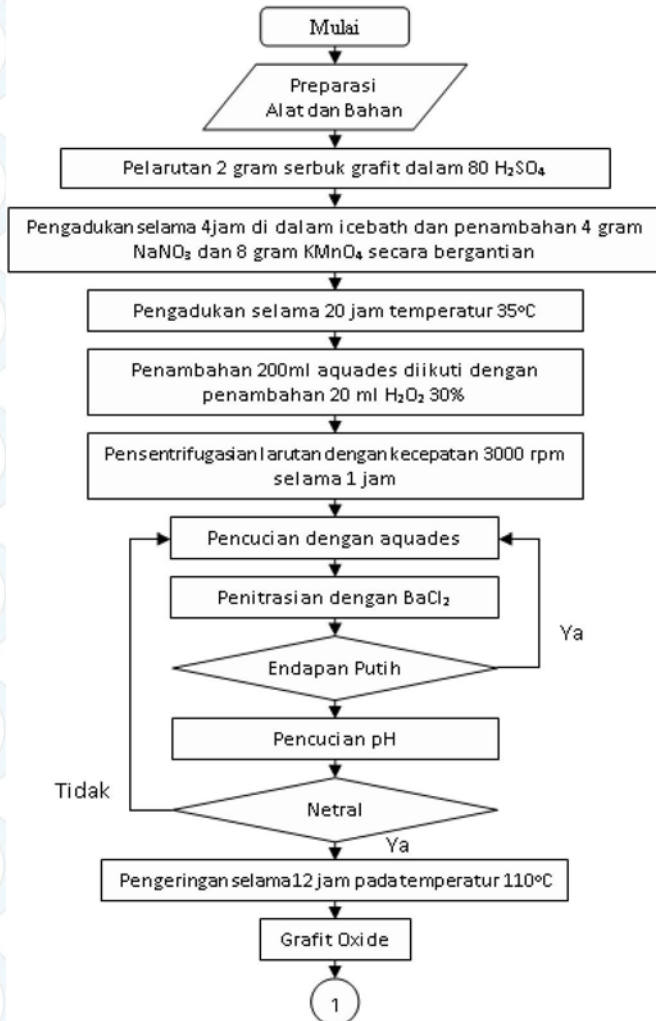 Mulai
Preparasi
Alat dan Bahan
Pelarutan 2 gram serbuk grafit dalam 80 H₂SO₄
Pengadukan selama 4jam di dalam icebath dan penambahan 4 gram
NaNO₃ dan 8 gram KMnO₄ secara bergantian
Pengadukan selama 20 jam temperatur 35ᵒC
Penambahan 200ml aquades diikuti dengan
penambahan 20 ml H₂O₂ 30%
Pensentrifugasian larutan dengan kecepatan 3000 rpm
selama 1 jam
Pencucian dengan aquades
Penitrasian dengan BaCl₂
Ya
Endapan Putih
Pencucian pH
Tidak
Netral
Ya
Pengeringan selama 12 jam pada temperatur 110ᵒC
Grafit Oxide
1